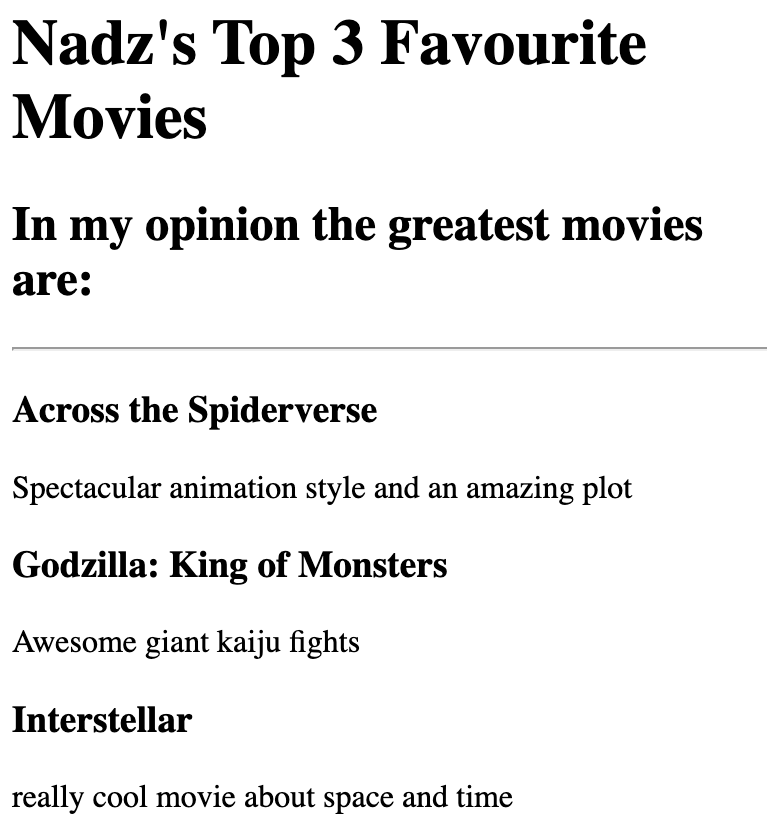 Nadz's Top 3 Favourite
Movies
In my opinion the greatest movies
are:
Across the Spiderverse
Spectacular animation style and an amazing plot
Godzilla: King of Monsters
Awesome giant kaiju fights
Interstellar
really cool movie about space and time